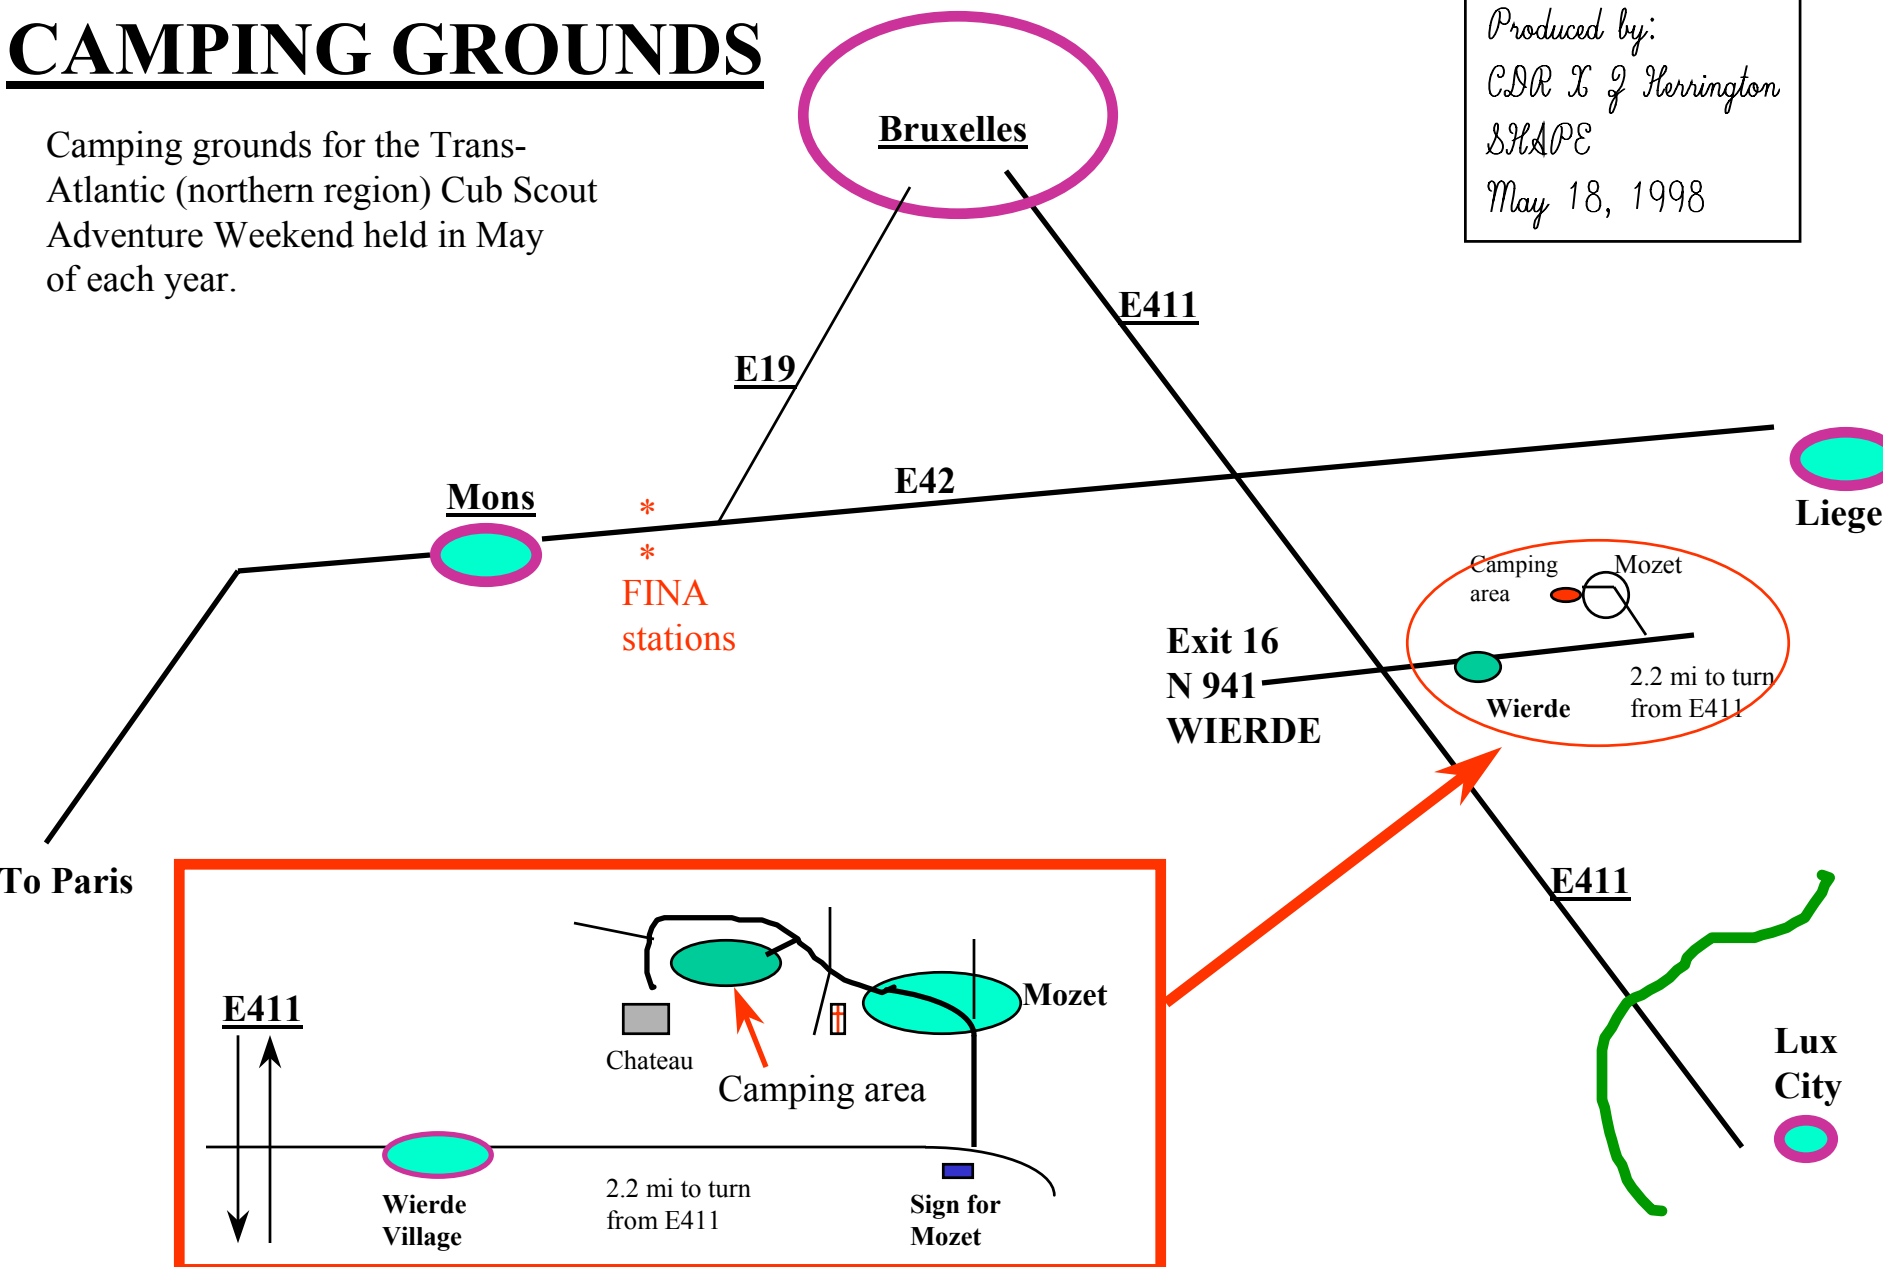 CAMPING GROUNDS
Camping grounds for the Trans-
Atlantic (northern region) Cub Scout
Adventure Weekend held in May
of each year.
Bruxelles
Produced by:
CDR X J Herrington
SHAPE
May 18, 1998
E411
E19
E42
Mons
*
*
FINA
stations
Liege
Camping
area
Mozet
Exit 16
N 941
WIERDE
Wierde
2.2 mi to turn
from E411
To Paris
E411
Lux
City
E411
Chateau
Camping area
Mozet
Wierde
Village
2.2 mi to turn
from E411
Sign for
Mozet